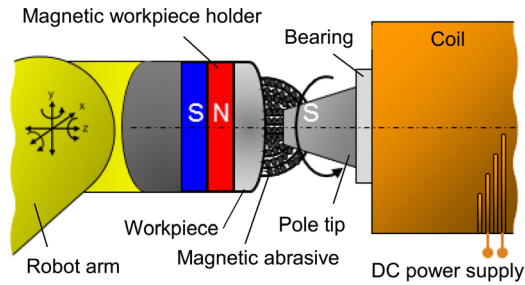 Magnetic workpiece holder
Bearing
Coil
S N
S
y
x
z
Workpiece
Pole tip
Magnetic abrasive
Robot arm
DC power supply